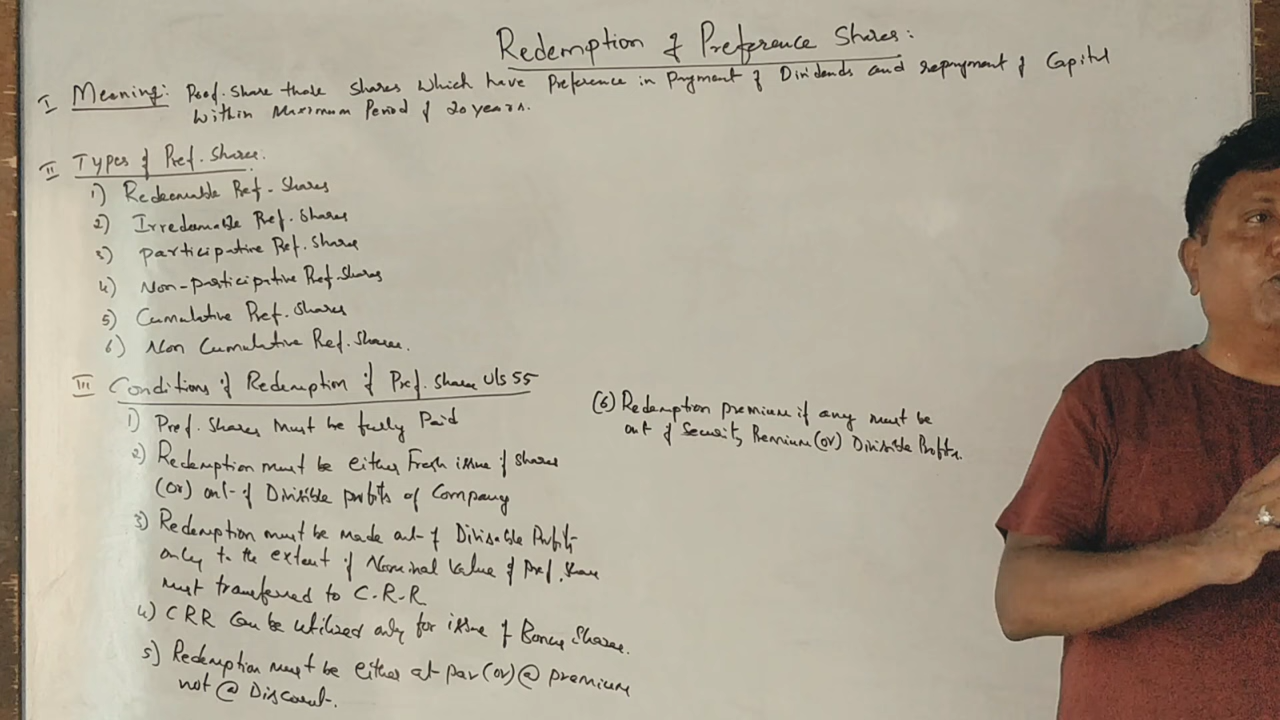 Redemption of Preference Shares:
I Meaning: Pref. Share those Shares Which have Preference in Payment of Dividends and repayment of Capital
Within Maximum Period of 20 years.
II Types of Pref. Shares:
1) Redeemable Pref. Shares
2) Irredamable Pref. Shares
3) participative Pref. Share
4) Non-participative Pref. Shares
5) Cumulative Pref. Shares
6) Non Cumulative Pref. Shares.
III Conditions of Redemption of Pref. Share U/s 55
1) Pref. Shares Must be fully Paid
2) Redemption must be either Fresh issue of shares
(Or) out of Divisible profits of Company
3) Redemption must be made out of Divisable Profits
only to the extent of Nominal Value of Pref. Share
must transferred to C.R.R
4) CRR Can be utilized only for issue of Bonus Shares.
5) Redemption must be either at par (or) @ premium
not @ Discount.
(6) Redemption premium if any must be
out of Security Premium (or) Divisible Profits.